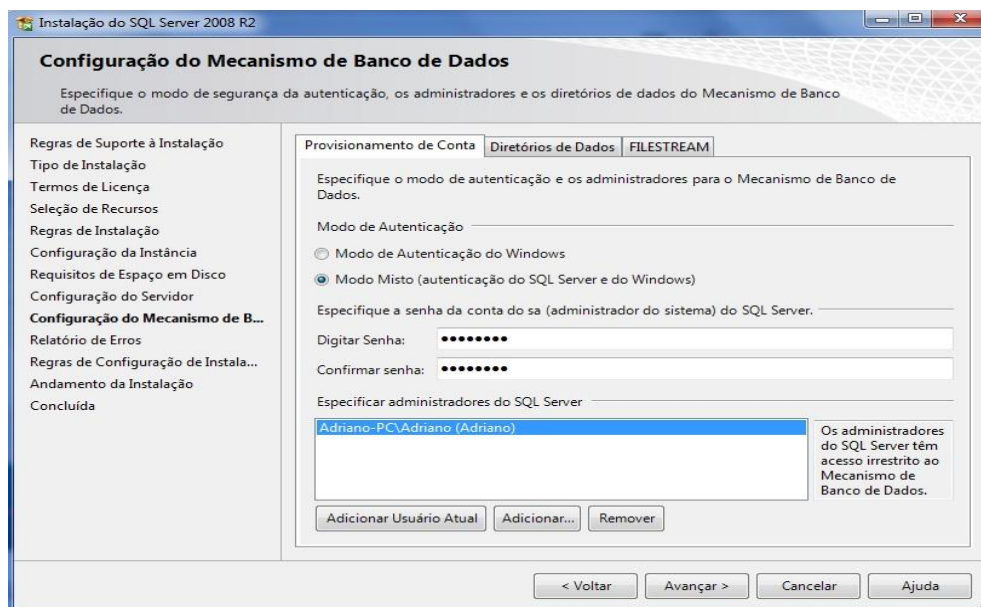 Instalação do SQL Server 2008 R2
Configuração do Mecanismo de Banco de Dados
Especifique o modo de segurança da autenticação, os administradores e os diretórios de dados do Mecanismo de Banco
de Dados.
Regras de Suporte à Instalação
Tipo de Instalação
Termos de Licença
Seleção de Recursos
Regras de Instalação
Configuração da Instância
Requisitos de Espaço em Disco
Configuração do Servidor
Configuração do Mecanismo de B...
Relatório de Erros
Regras de Configuração de Instala...
Andamento da Instalação
Concluída
Provisionamento de Conta
Diretórios de Dados
FILESTREAM
Especifique o modo de autenticação e os administradores para o Mecanismo de Banco de
Dados.
Modo de Autenticação
Modo de Autenticação do Windows
Modo Misto (autenticação do SQL Server e do Windows)
Especifique a senha da conta do sa (administrador do sistema) do SQL Server.
Digitar Senha: ●●●●●●●●
Confirmar senha: ●●●●●●●●
Especificar administradores do SQL Server
Adriano-PC\Adriano (Adriano)
Os administradores
do SQL Server têm
acesso irrestrito ao
Mecanismo de
Banco de Dados.
Adicionar Usuário Atual
Adicionar...
Remover
< Voltar
Avançar >
Cancelar
Ajuda